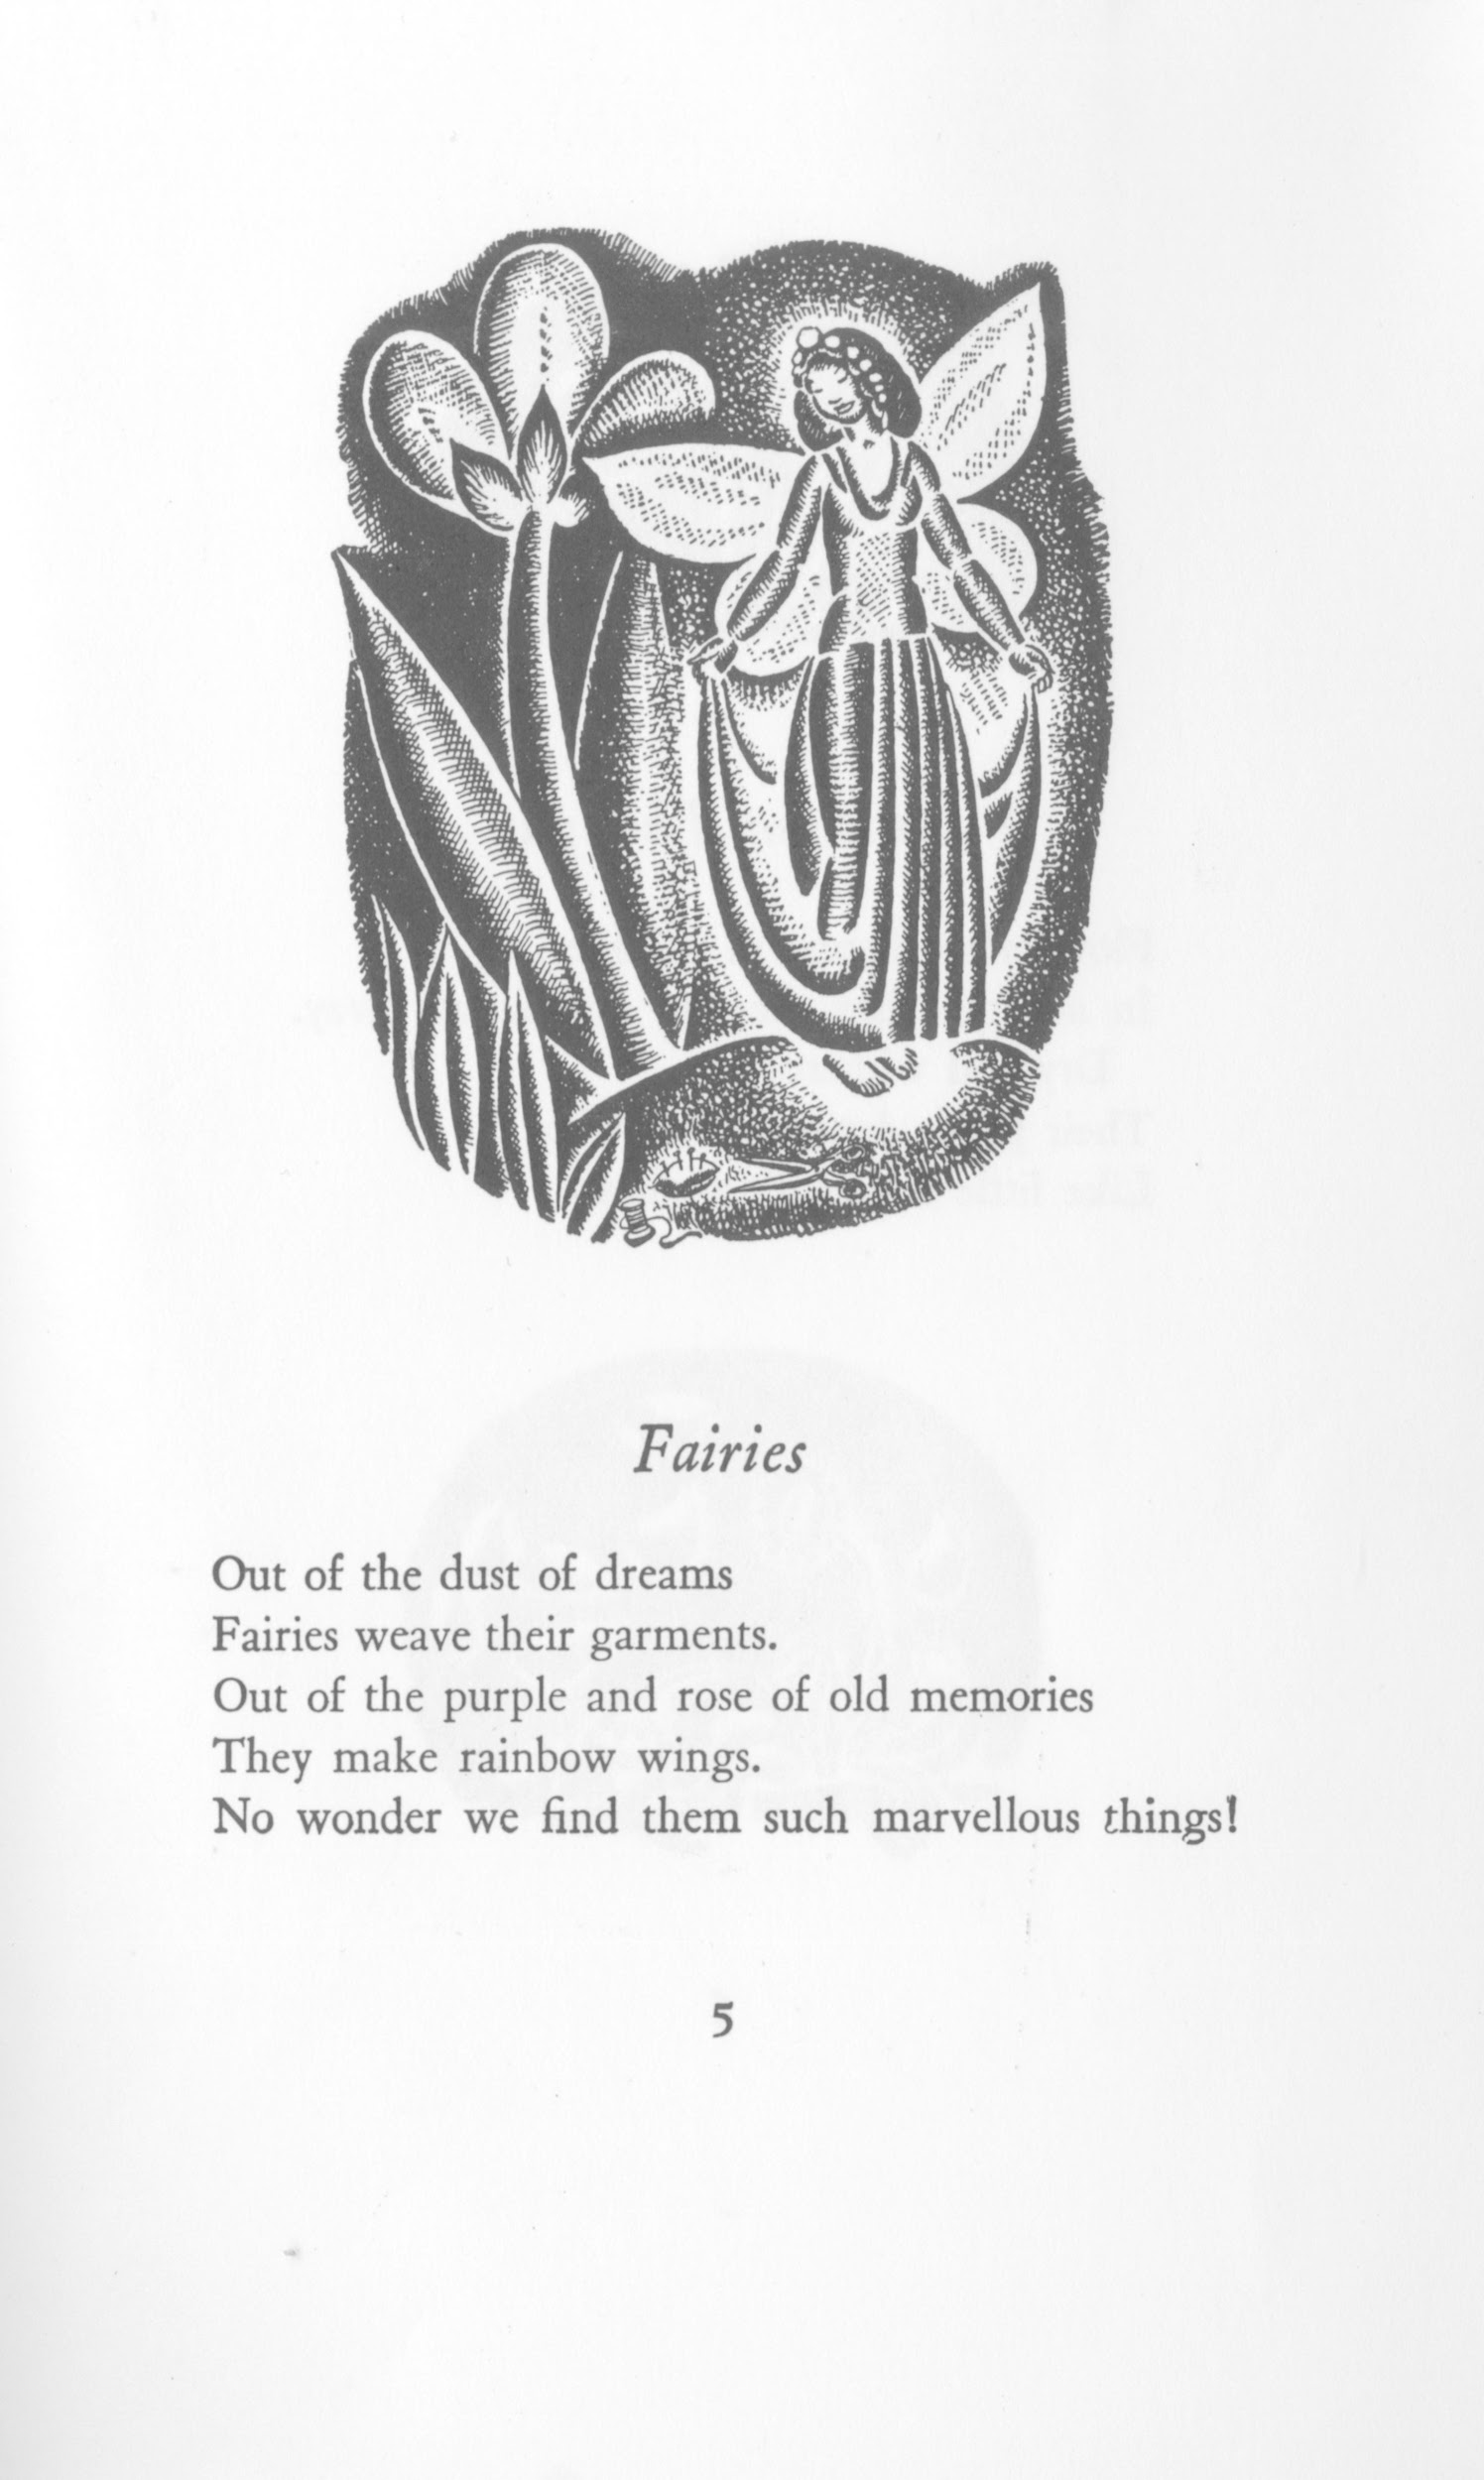 Fairies
Out of the dust of dreams
Fairies weave their garments.
Out of the purple and rose of old memories
They make rainbow wings.
No wonder we find them such marvellous things!
5